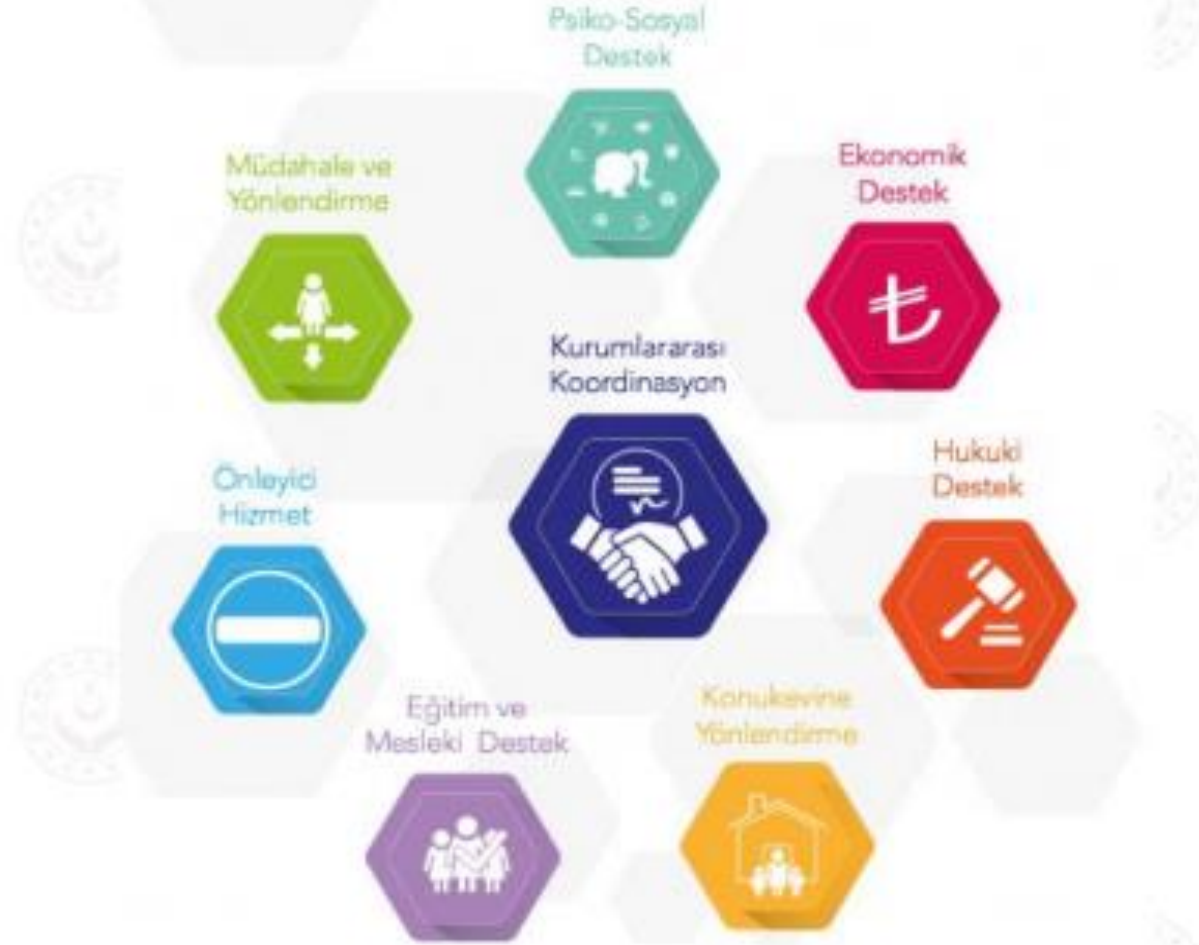 Psiko-Sosyal
Destek
Müdahale ve
Yönlendirme
Ekonomik
Destek
Kurumlararası
Koordinasyon
Hukuki
Destek
Önleyici
Hizmet
Eğitim ve
Mesleki Destek
Konukevine
Yönlendirme